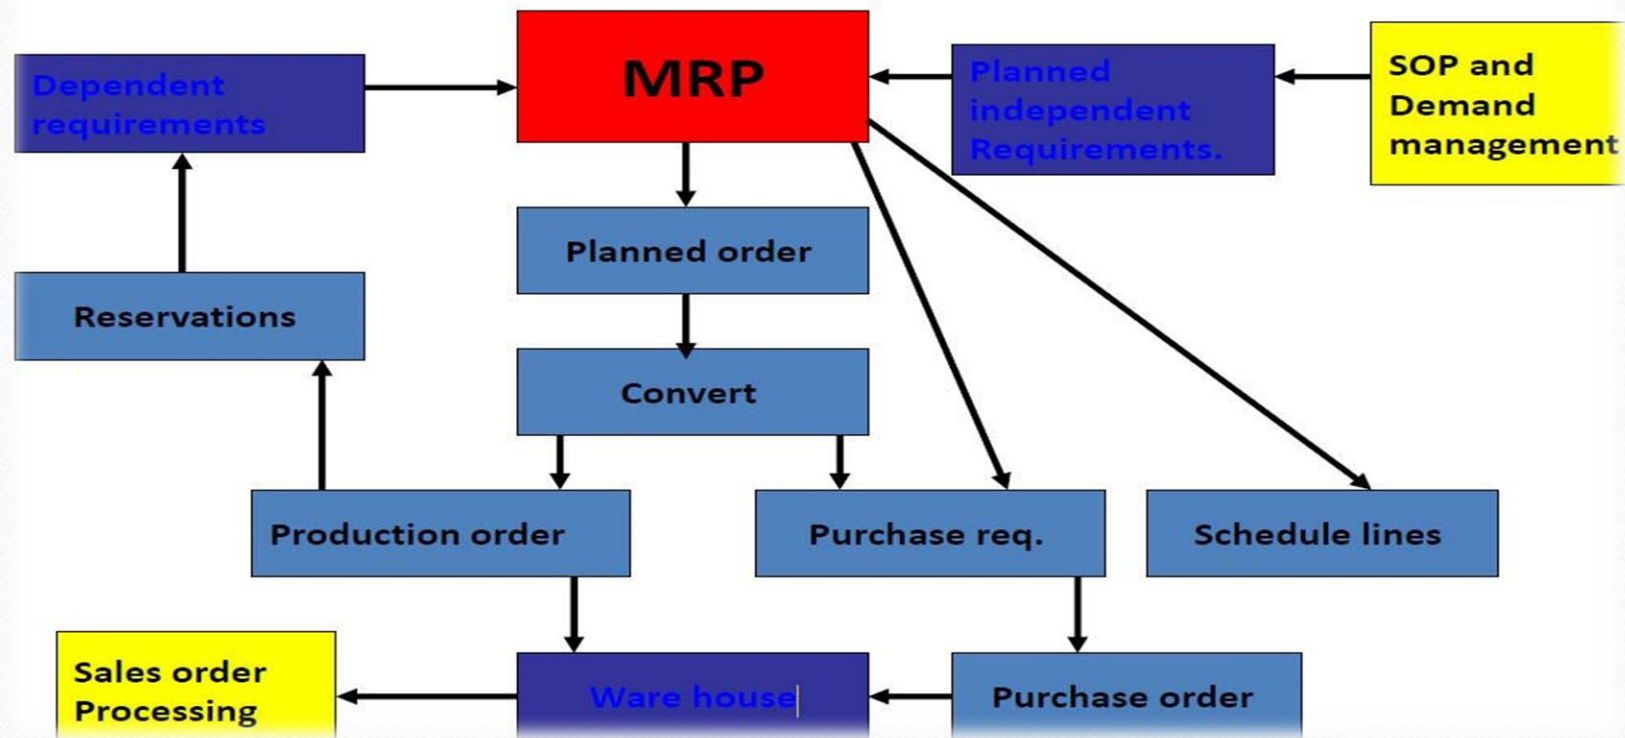 MRP
Dependent
requirements
Planned
independent
Requirements.
SOP and
Demand
management
Planned order
Reservations
Convert
Production order
Purchase req.
Schedule lines
Sales order
Processing
Ware house
Purchase order